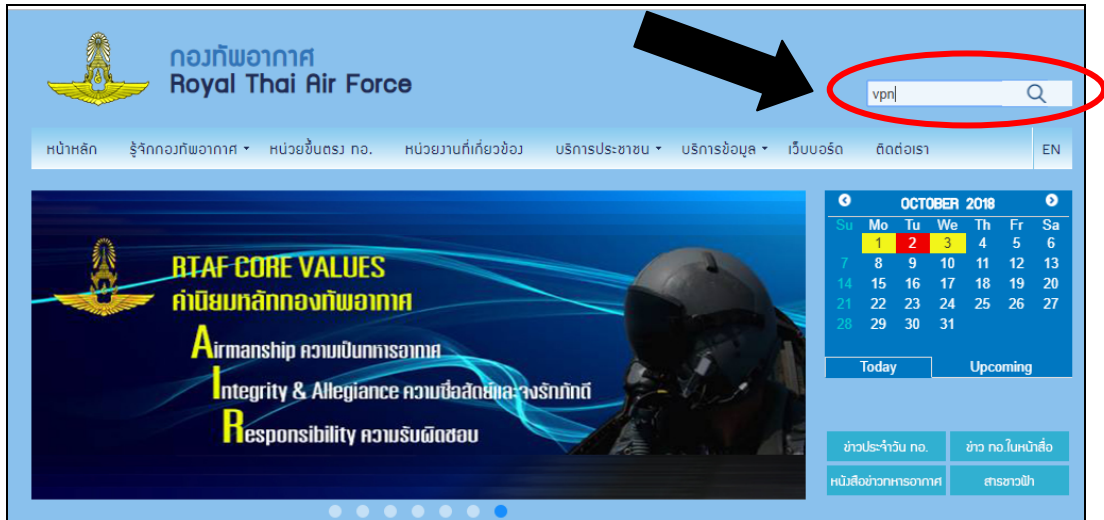 กองทัพอากาศ
Royal Thai Air Force
vpn
หน้าหลัก รู้จักกองทัพอากาศ หน่วยขึ้นตรง ทอ. หน่วยงานที่เกี่ยวข้อง บริการประชาชน บริการข้อมูล เว็บบอร์ด ติดต่อเรา EN
RTAF CORE VALUES
ค่านิยมหลักกองทัพอากาศ
Airmanship ความเป็นทหารอากาศ
Integrity & Allegiance ความซื่อสัตย์และจงรักภักดี
Responsibility ความรับผิดชอบ
OCTOBER 2018
Su Mo Tu We Th Fr Sa
1 2 3 4 5 6
7 8 9 10 11 12 13
14 15 16 17 18 19 20
21 22 23 24 25 26 27
28 29 30 31
Today Upcoming
ข่าวประจำวัน ทอ. ข่าว ทอ.ในหน้าสื่อ
หนังสือข่าวทหารอากาศ สารชาวฟ้า